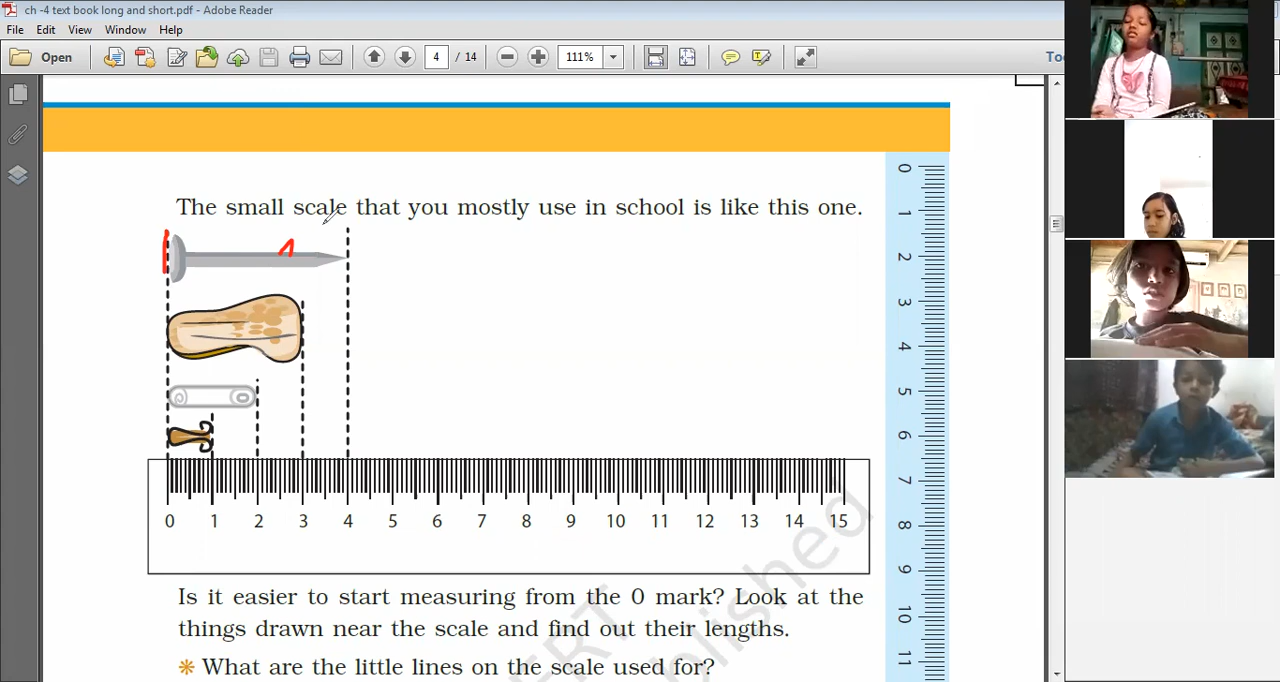 ch -4 text book long and short.pdf - Adobe Reader
File Edit View Window Help
Open 4 / 14 111%
The small scale that you mostly use in school is like this one.
0 1 2 3 4 5 6 7 8 9 10 11 12 13 14 15
0
1
2
3
4
5
6
7
8
9
10
11
Is it easier to start measuring from the 0 mark? Look at the
things drawn near the scale and find out their lengths.
What are the little lines on the scale used for?